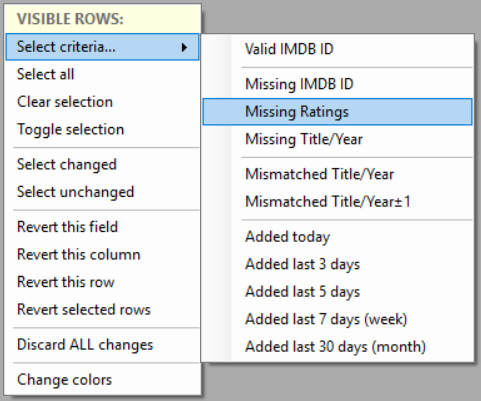 VISIBLE ROWS:
Select criteria...
Select all
Clear selection
Toggle selection
Select changed
Select unchanged
Revert this field
Revert this column
Revert this row
Revert selected rows
Discard ALL changes
Change colors
Valid IMDB ID
Missing IMDB ID
Missing Ratings
Missing Title/Year
Mismatched Title/Year
Mismatched Title/Year±1
Added today
Added last 3 days
Added last 5 days
Added last 7 days (week)
Added last 30 days (month)